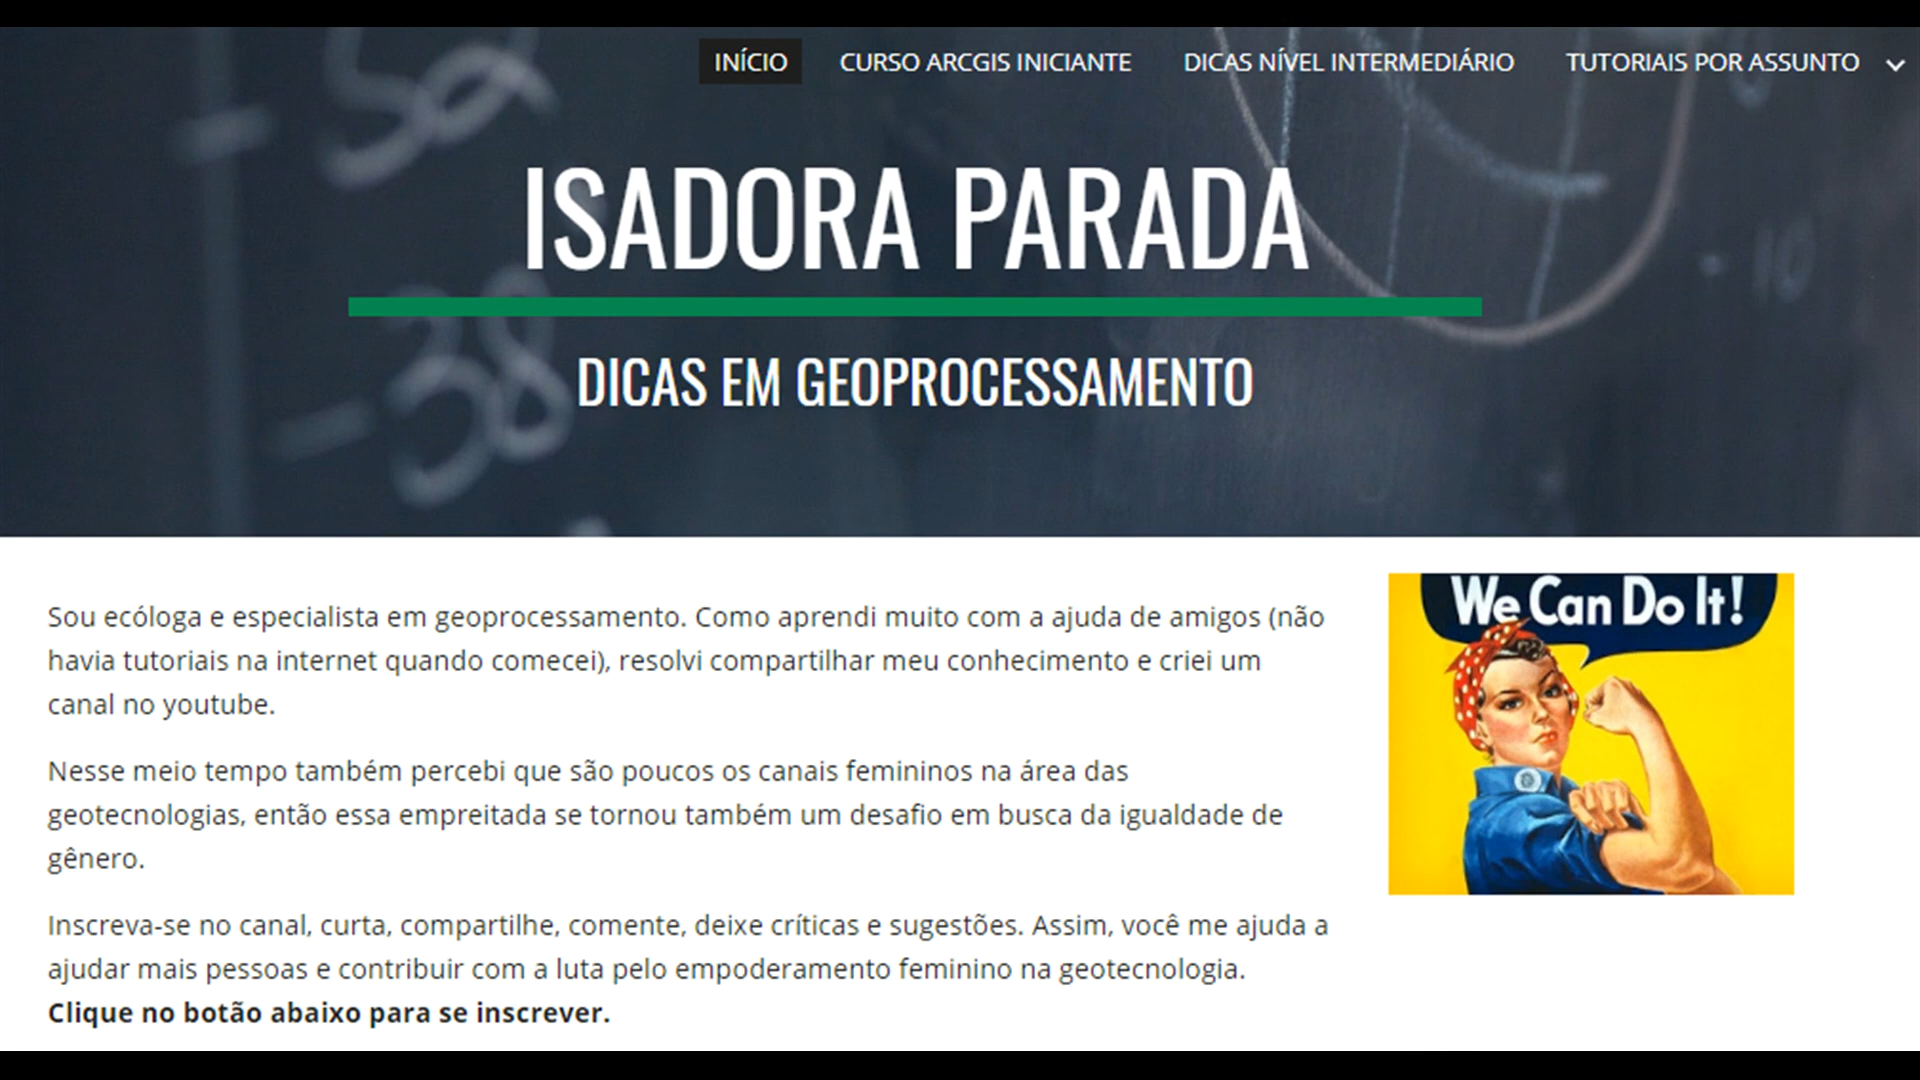 INÍCIO CURSO ARCGIS INICIANTE DICAS NÍVEL INTERMEDIÁRIO TUTORIAIS POR ASSUNTO
ISADORA PARADA
DICAS EM GEOPROCESSAMENTO
Sou ecóloga e especialista em geoprocessamento. Como aprendi muito com a ajuda de amigos (não
havia tutoriais na internet quando comecei), resolvi compartilhar meu conhecimento e criei um
canal no youtube.
Nesse meio tempo também percebi que são poucos os canais femininos na área das
geotecnologias, então essa empreitada se tornou também um desafio em busca da igualdade de
gênero.
Inscreva-se no canal, curta, compartilhe, comente, deixe críticas e sugestões. Assim, você me ajuda a
ajudar mais pessoas e contribuir com a luta pelo empoderamento feminino na geotecnologia.
Clique no botão abaixo para se inscrever.
We Can Do It!
-38
-10